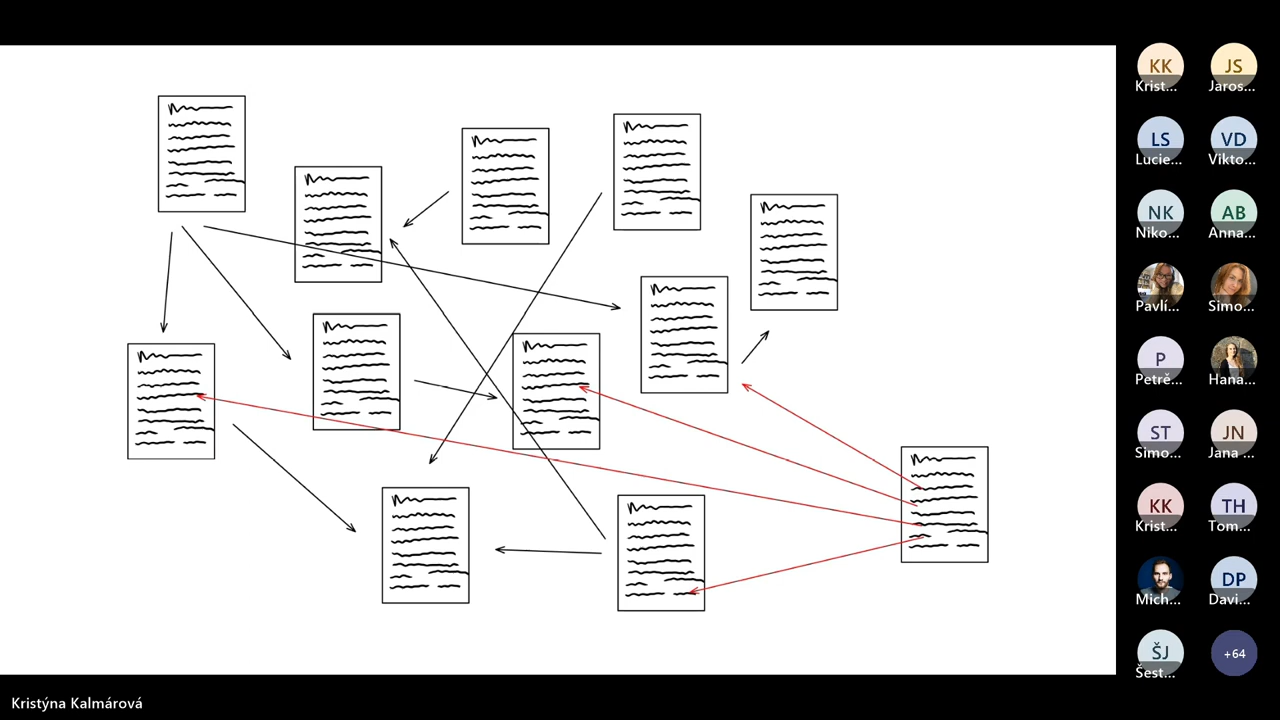 KK JS
Krist... Jaros...
LS VD
Lucie... Vikto...
NK AB
Niko... Anna...
Pavlí... Simo...
P
Petrě... Hana...
ST JN
Simo... Jana ...
KK TH
Krist... Tom...
DP
Mich... Davi...
ŠJ +64
Šest...
Kristýna Kalmárová